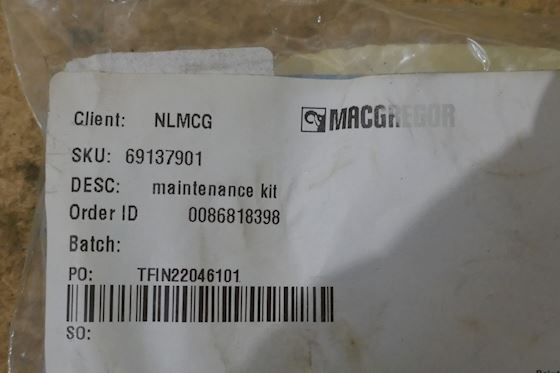 Client: NLMCG
MACGREGOR
SKU: 69137901
DESC: maintenance kit
Order ID 0086818398
Batch:
PO: TFIN22046101
SO: